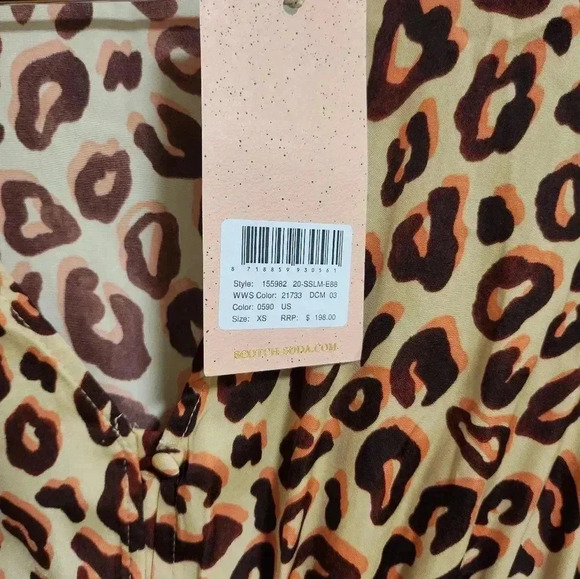 8 718859 930561
Style: 155982 20-SSLM-E88
WWS Color: 21733 DCM 03
Color: 0590 US
Size: XS RRP: $ 198.00
SCOTCH-SODA.COM